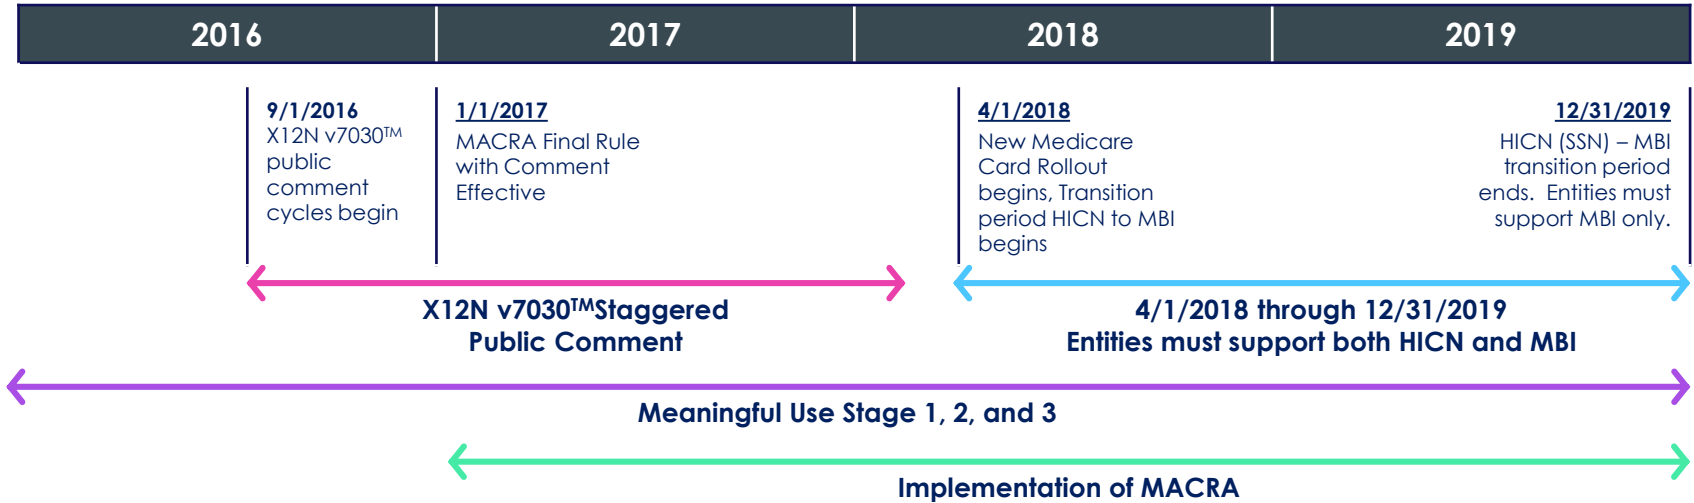 2016
2017
2018
2019
9/1/2016
X12N v7030™
public
comment
cycles begin
1/1/2017
MACRA Final Rule
with Comment
Effective
4/1/2018
New Medicare
Card Rollout
begins, Transition
period HICN to MBI
begins
12/31/2019
HICN (SSN) – MBI
transition period
ends.  Entities must
support MBI only.
X12N v7030™Staggered
Public Comment
4/1/2018 through 12/31/2019
Entities must support both HICN and MBI
Meaningful Use Stage 1, 2, and 3
Implementation of MACRA